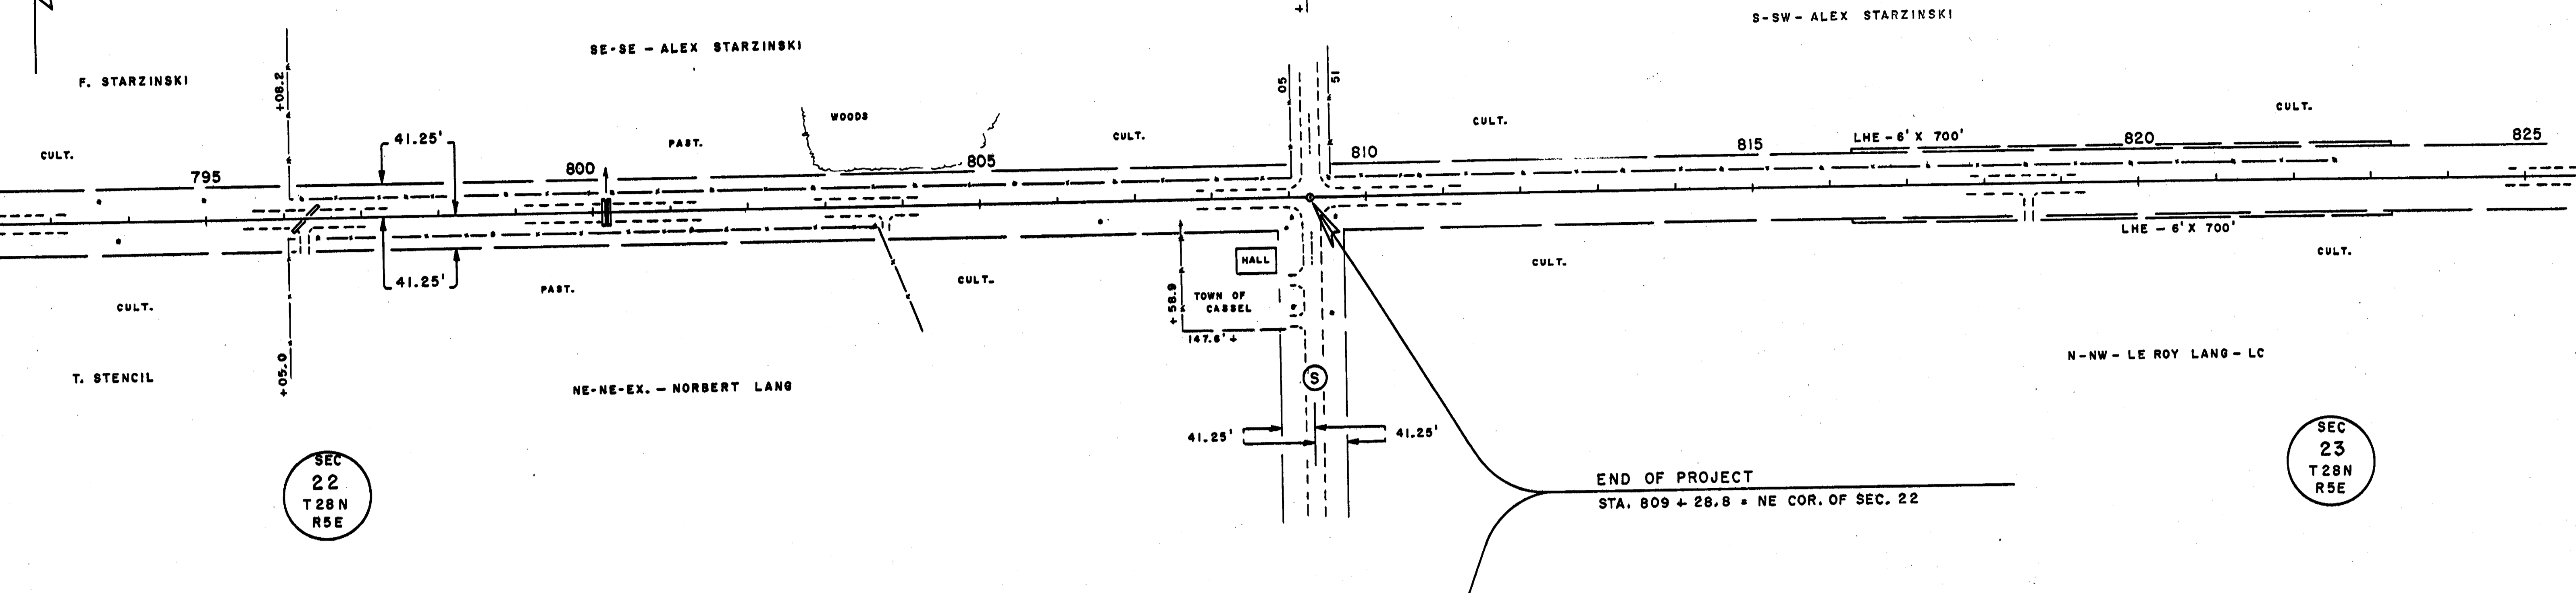 S-SW- ALEX STARZINSKI
SE-SE - ALEX STARZINSKI
F. STARZINSKI
+08.2
05
51
WOODS
CULT.
CULT.
CULT.
CULT.
PAST.
41.25'
LHE - 6' X 700'
795
800
805
810
815
820
825
LHE - 6' X 700'
41.25'
CULT.
PAST.
CULT.
HALL
CULT.
CULT.
TOWN OF
CASSEL
+58.9
147.6'±
T. STENCIL
+05.0
NE-NE-EX. - NORBERT LANG
S
N-NW- LE ROY LANG - LC
41.25'
41.25'
SEC
22
T28N
R5E
SEC
23
T28N
R5E
END OF PROJECT
STA. 809 + 28.8 = NE COR. OF SEC. 22